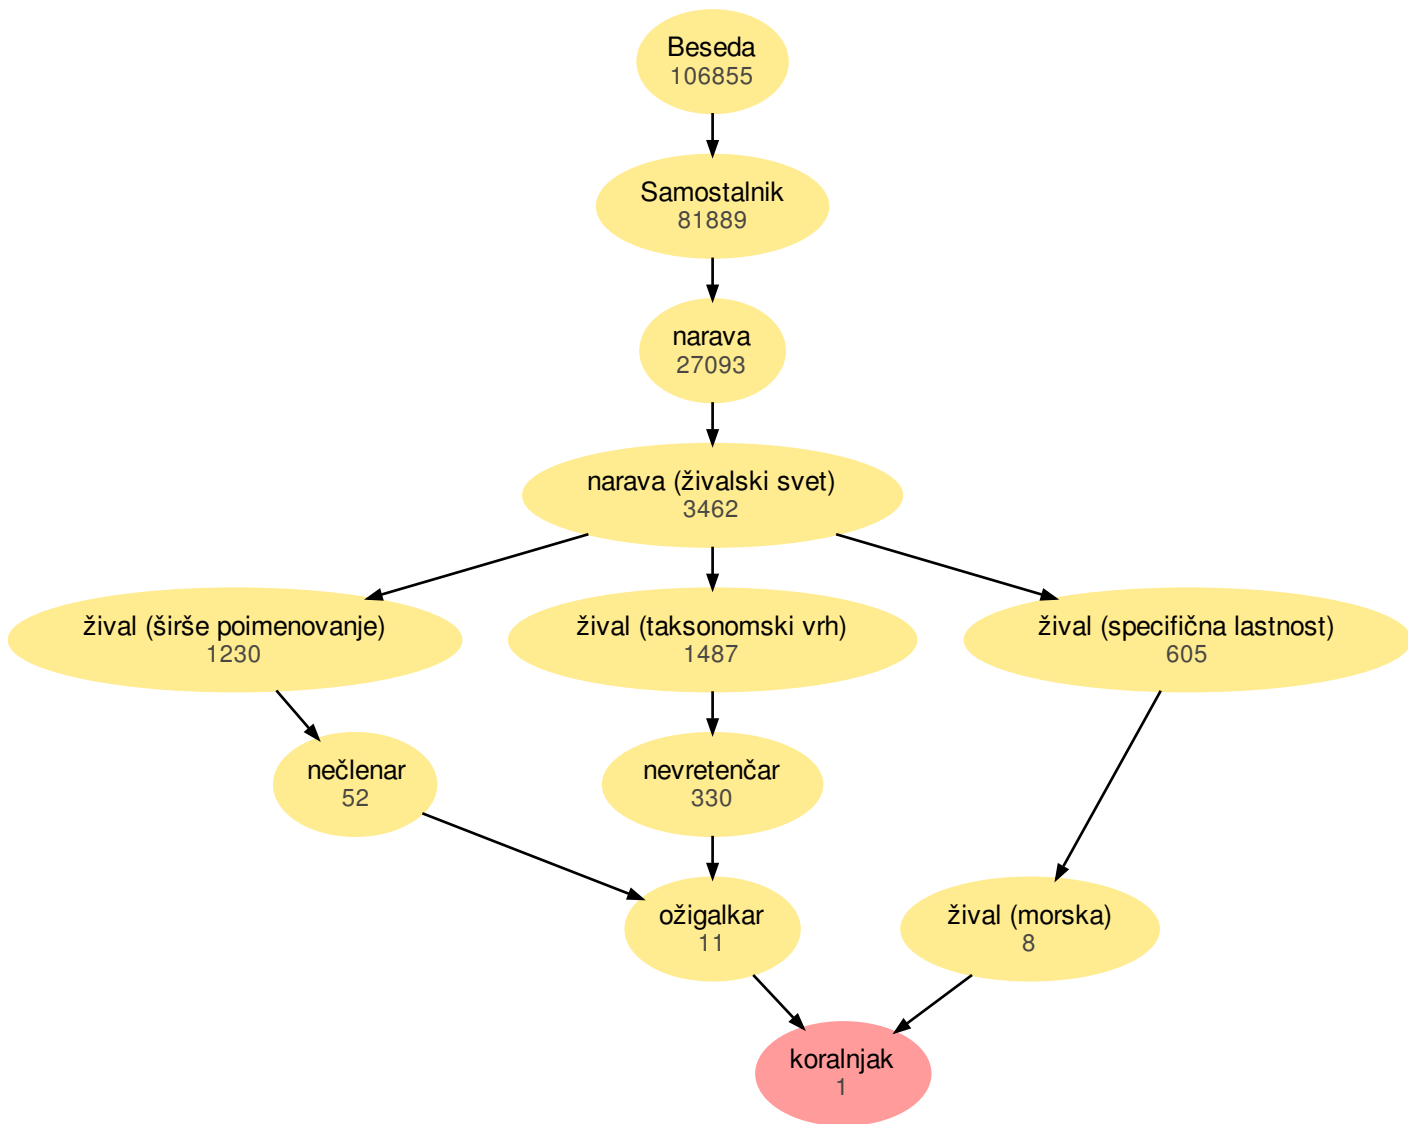 Beseda
106855
Samostalnik
81889
narava
27093
narava (živalski svet)
3462
žival (širše poimenovanje)
1230
žival (taksonomski vrh)
1487
žival (specifična lastnost)
605
nečlenar
52
nevretenčar
330
ožigalkar
11
žival (morska)
8
koralnjak
1